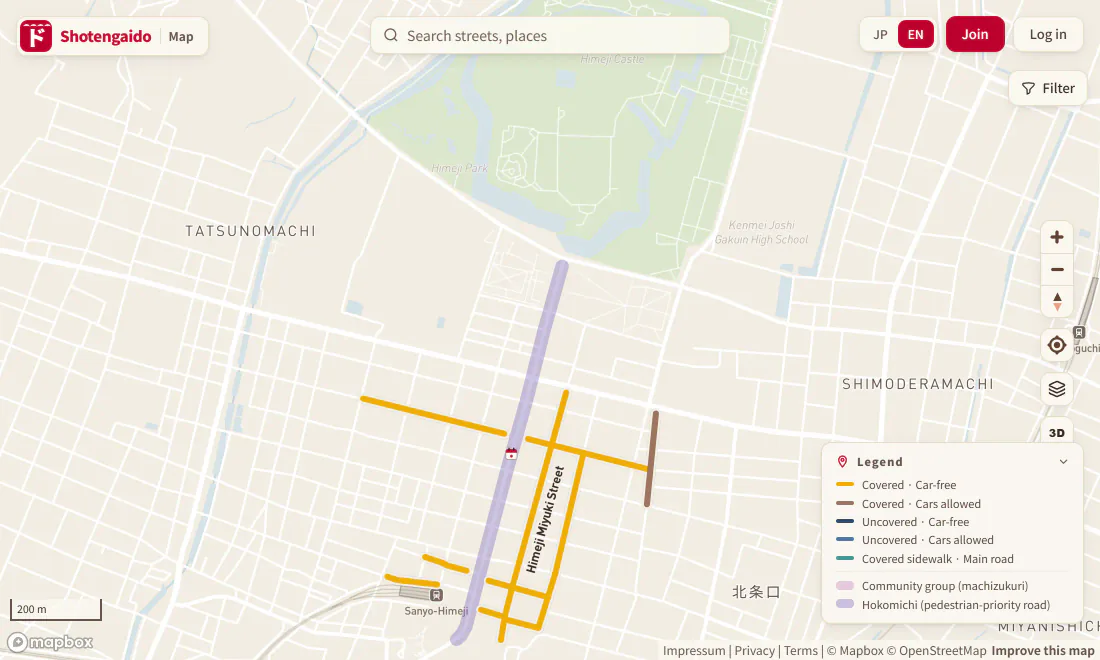 Shotengaido
Map
Search streets, places
JP
EN
Join
Log in
Filter
Himeji Castle
Himeji Park
Kenmei Joshi
Gakuin High School
TATSUNOMACHI
SHIMODERAMACHI
3D
Himeji Miyuki Street
Legend
Covered · Car-free
Covered · Cars allowed
Uncovered · Car-free
Uncovered · Cars allowed
Covered sidewalk · Main road
Community group (machizukuri)
Hokomichi (pedestrian-priority road)
北条口
Sanyo-Himeji
200 m
mapbox
Impressum | Privacy | Terms | © Mapbox © OpenStreetMap Improve this map